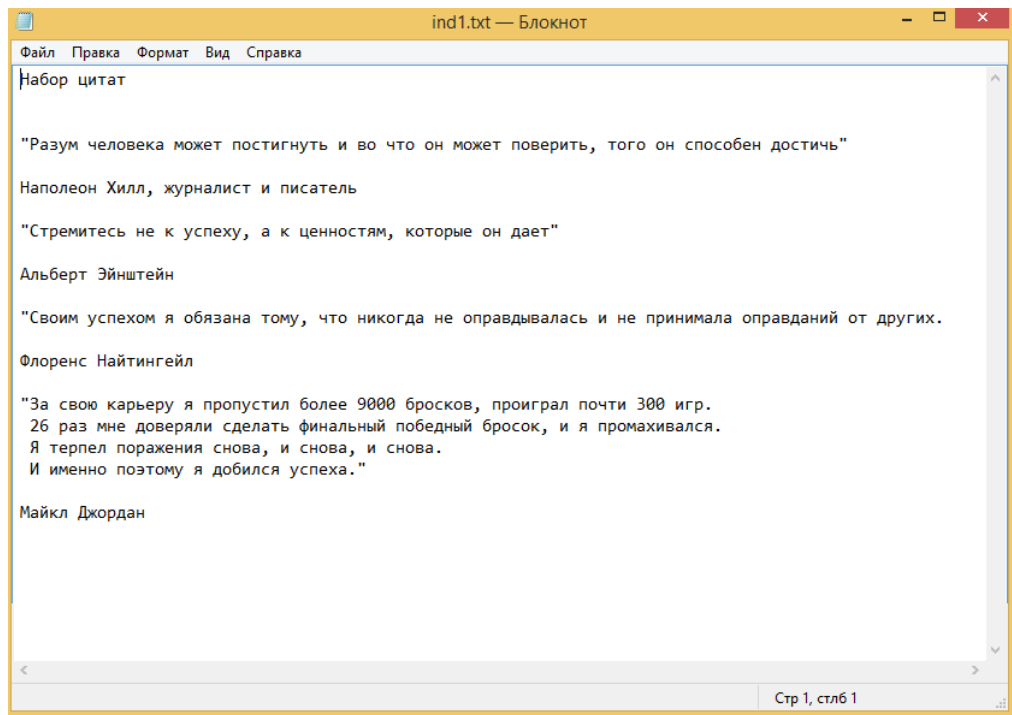 ind1.txt — Блокнот
Файл Правка Формат Вид Справка
Набор цитат
"Разум человека может постигнуть и во что он может поверить, того он способен достичь"
Наполеон Хилл, журналист и писатель
"Стремитесь не к успеху, а к ценностям, которые он дает"
Альберт Эйнштейн
"Своим успехом я обязана тому, что никогда не оправдывалась и не принимала оправданий от других.
Флоренс Найтингейл
"За свою карьеру я пропустил более 9000 бросков, проиграл почти 300 игр.
26 раз мне доверяли сделать финальный победный бросок, и я промахивался.
Я терпел поражения снова, и снова, и снова.
И именно поэтому я добился успеха."
Майкл Джордан
Стр 1, стлб 1